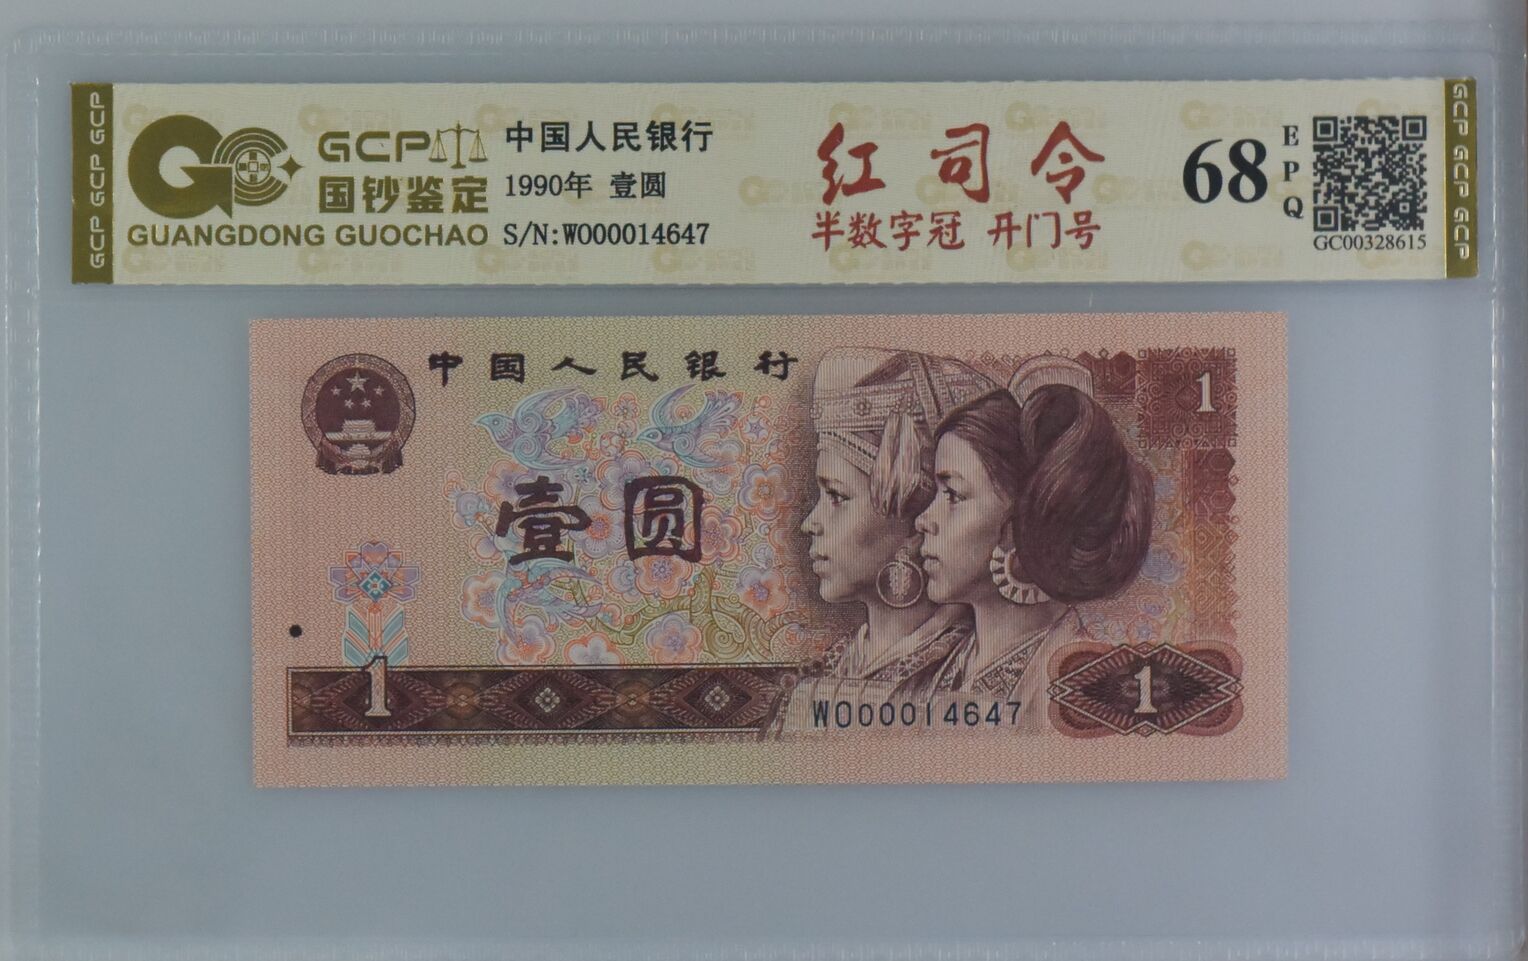 GCP GCP GCP
GCP
国钞鉴定
GUANGDONG GUOCHAO
中国人民银行
1990年 壹圆
S/N:W000014647
红司令
半数字冠 开门号
68
EPQ
GC00328615
GCP GCP GCP
中国人民银行
1
壹圆
1
W000014647
1